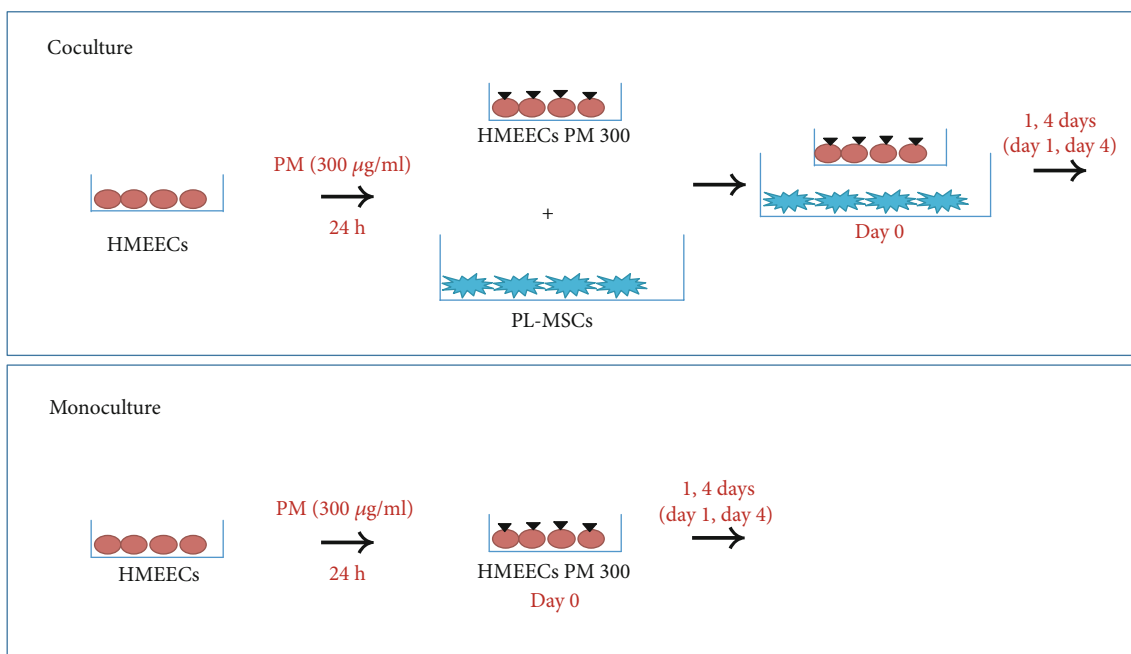 Coculture
HMEECs
PM (300 μg/ml)
24 h
HMEECs PM 300
+
PL-MSCs
Day 0
1, 4 days
(day 1, day 4)
Monoculture
HMEECs
PM (300 μg/ml)
24 h
HMEECs PM 300
Day 0
1, 4 days
(day 1, day 4)